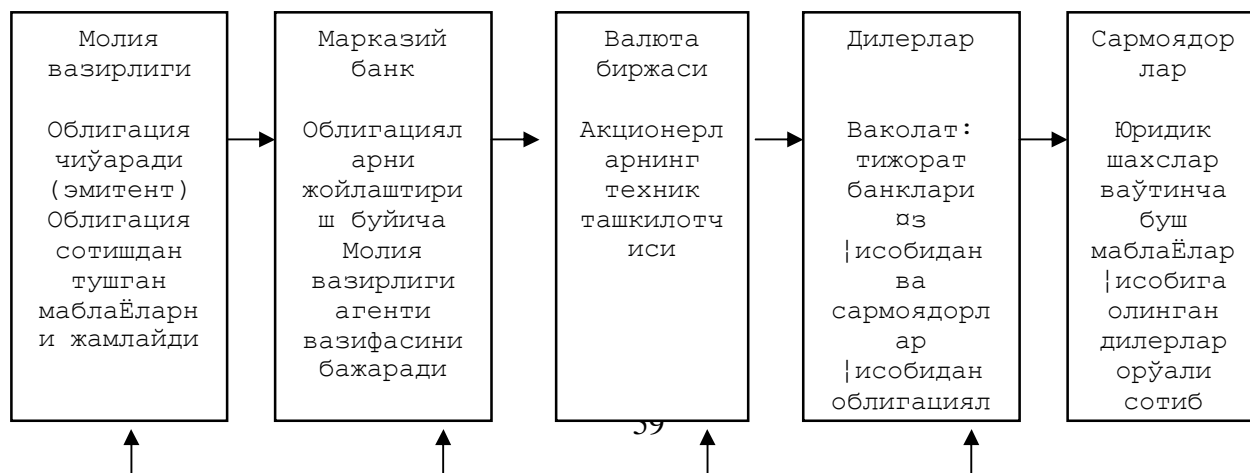 Молия
вазирлиги
Облигация
чиўаради
(эмитент)
Облигация
сотишдан
тушган
маблаЁларн
и жамлайди
Марказий
банк
Облигациял
арни
жойлаштири
ш буйича
Молия
вазирлиги
агенти
вазифасини
бажаради
Валюта
биржаси
Акционерл
арнинг
техник
ташкилотч
иси
Дилерлар
Ваколат:
тижорат
банклари
¤з
¦исобидан
ва
сармоядорл
ар
¦исобидан
облигациял
Сармоядор
лар
Юридик
шахслар
ваўтинча
буш
маблаЁлар
¦исобига
олинган
дилерлар
орўали
сотиб